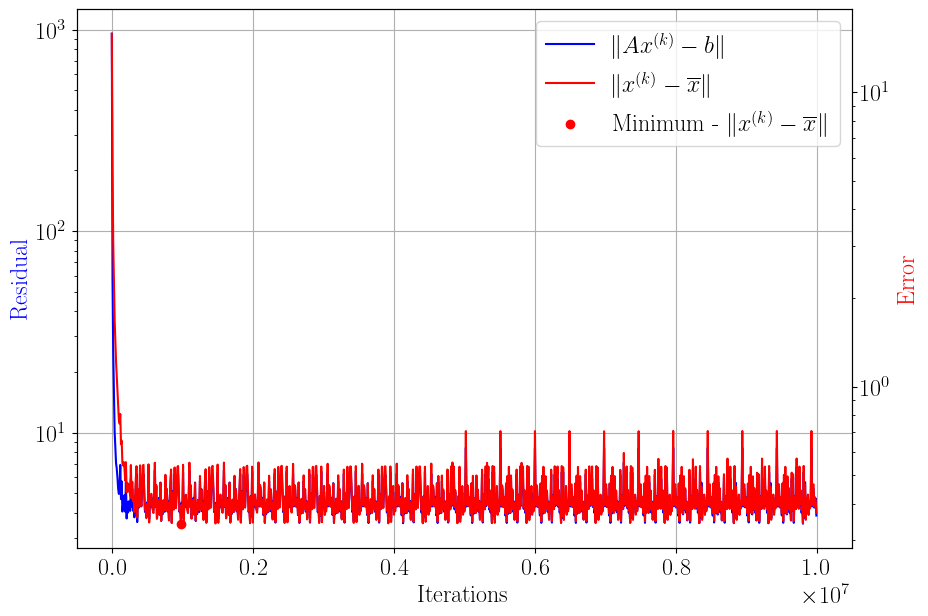 ‖Ax^{(k)} − b‖
‖x^{(k)} − x̅‖
Minimum - ‖x^{(k)} − x̅‖
10^3
10^2
10^1
Residual
10^1
10^0
Error
0.0 0.2 0.4 0.6 0.8 1.0
×10^7
Iterations